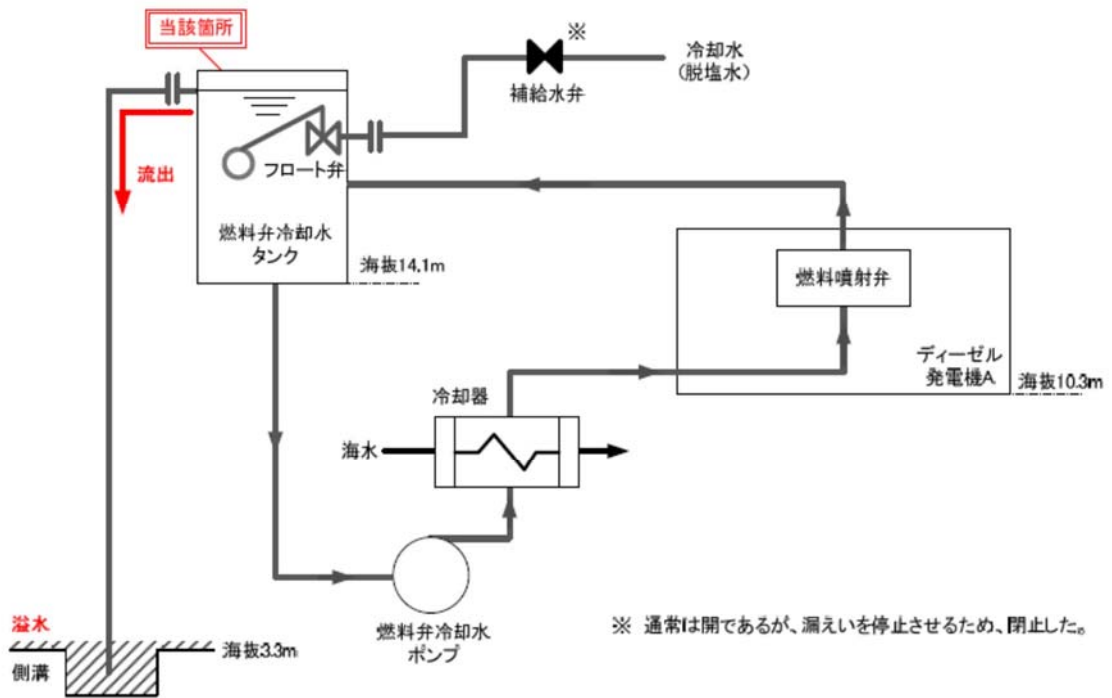 当該箇所
※
冷却水
(脱塩水)
補給水弁
流出
フロート弁
燃料弁冷却水
タンク
海抜14.1m
燃料噴射弁
ディーゼル
発電機A
海抜10.3m
冷却器
海水
燃料弁冷却水
ポンプ
溢水
海抜3.3m
側溝
※ 通常は開であるが、漏えいを停止させるため、閉止した。